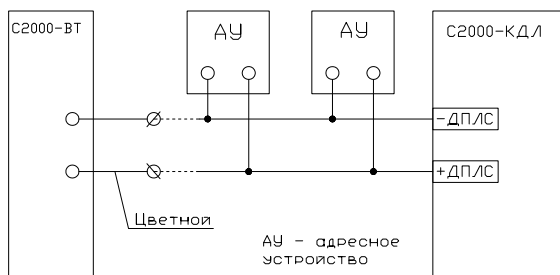 С2000-ВТ
АУ
АУ
С2000-КДЛ
-ДПЛС
+ДПЛС
Цветной
АУ - адресное
устройство